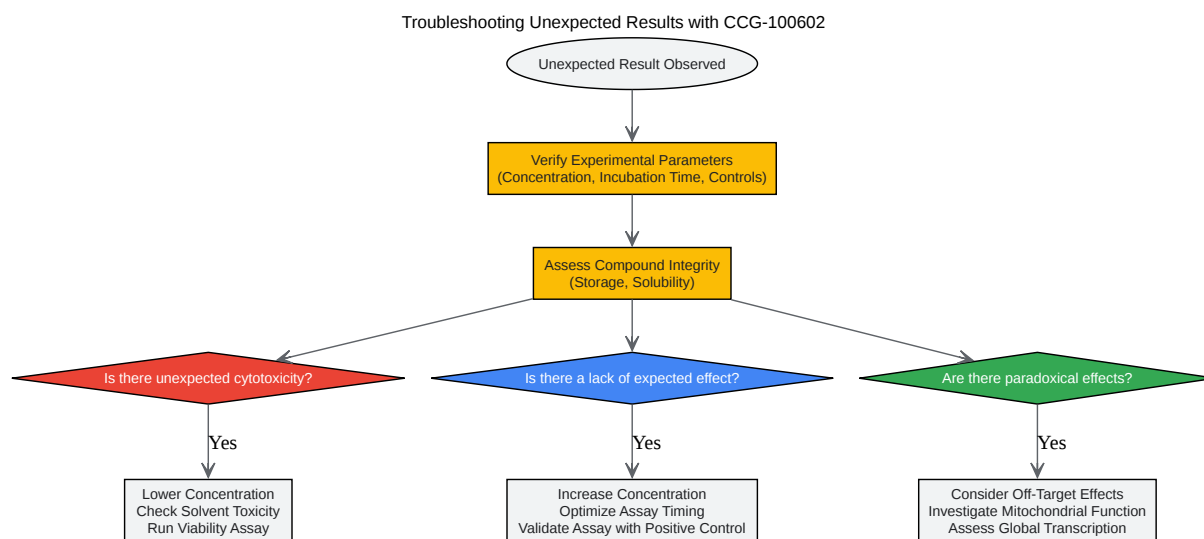 Troubleshooting Unexpected Results with CCG-100602
Unexpected Result Observed
Verify Experimental Parameters
(Concentration, Incubation Time, Controls)
Assess Compound Integrity
(Storage, Solubility)
Is there unexpected cytotoxicity?
Is there a lack of expected effect?
Are there paradoxical effects?
Yes
Yes
Yes
Lower Concentration
Check Solvent Toxicity
Run Viability Assay
Increase Concentration
Optimize Assay Timing
Validate Assay with Positive Control
Consider Off-Target Effects
Investigate Mitochondrial Function
Assess Global Transcription